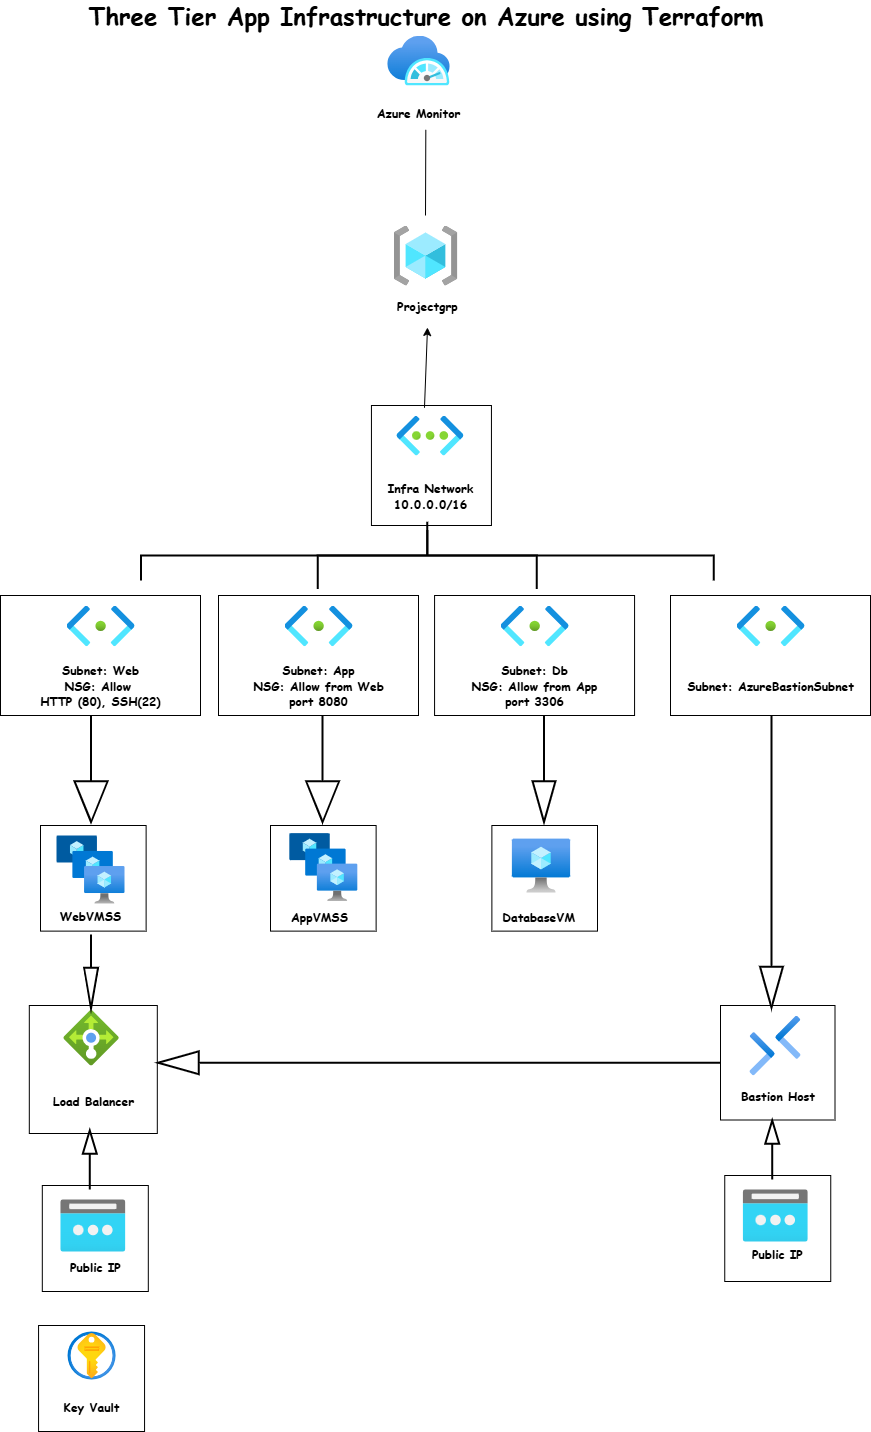 Three Tier App Infrastructure on Azure using Terraform
Azure Monitor
Projectgrp
Infra Network
10.0.0.0/16
Subnet: Web
NSG: Allow
HTTP (80), SSH(22)
Subnet: App
NSG: Allow from Web
port 8080
Subnet: Db
NSG: Allow from App
port 3306
Subnet: AzureBastionSubnet
WebVMSS
AppVMSS
DatabaseVM
Load Balancer
Bastion Host
Public IP
Public IP
Key Vault